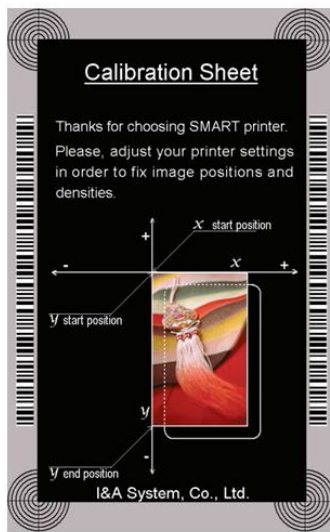 Calibration Sheet
Thanks for choosing SMART printer.
Please, adjust your printer settings
in order to fix image positions and
densities.
x start position
+
- x +
y start position
y
y end position
-
I&A System, Co., Ltd.